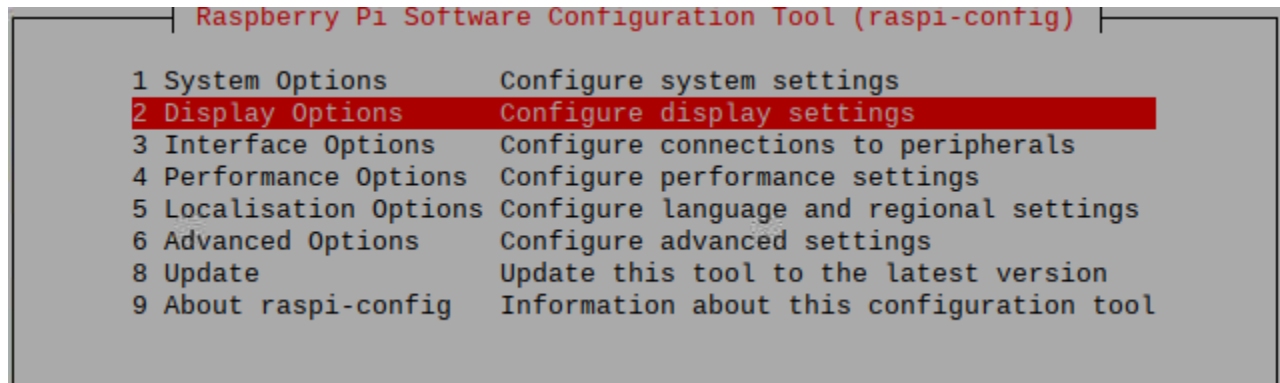 Raspberry Pi Software Configuration Tool (raspi-config)
1 System Options Configure system settings
2 Display Options Configure display settings
3 Interface Options Configure connections to peripherals
4 Performance Options Configure performance settings
5 Localisation Options Configure language and regional settings
6 Advanced Options Configure advanced settings
8 Update Update this tool to the latest version
9 About raspi-config Information about this configuration tool